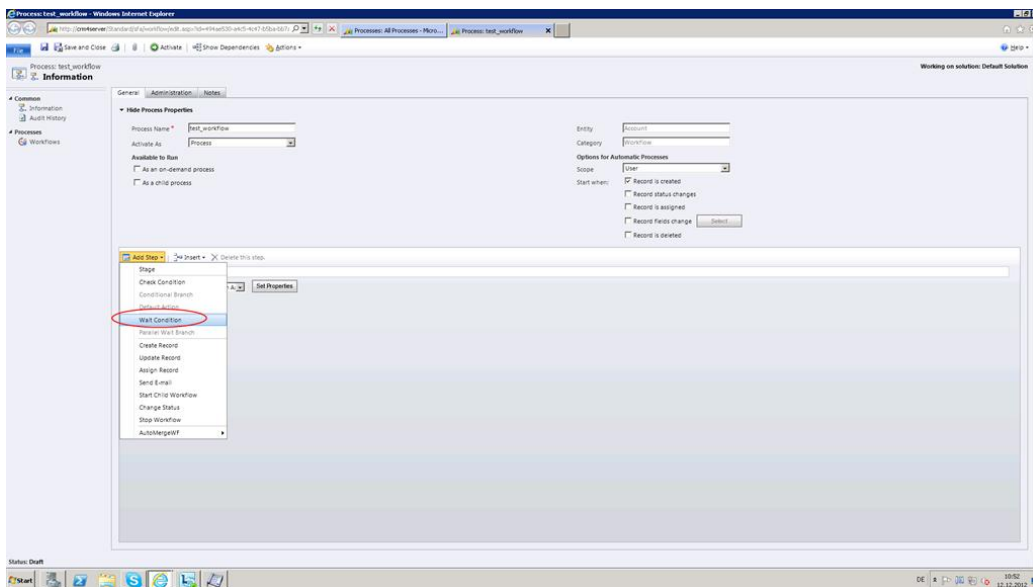 Process: test_workflow - Windows Internet Explorer
Processes: All Processes - Micro...
Process: test_workflow
File
Save and Close
Activate
Show Dependencies
Actions
Help
Process: test_workflow
Information
Working on solution: Default Solution
Common
Information
Audit History
Processes
Workflows
General
Administration
Notes
Hide Process Properties
Process Name *
test_workflow
Activate As
Process
Available to Run
As an on-demand process
As a child process
Entity
Account
Category
Workflow
Options for Automatic Processes
Scope
User
Start when:
Record is created
Record status changes
Record is assigned
Record fields change
Select
Record is deleted
Add Step
Insert
Delete this step.
Stage
Check Condition
Conditional Branch
Default Action
Wait Condition
Parallel Wait Branch
Create Record
Update Record
Assign Record
Send E-mail
Start Child Workflow
Change Status
Stop Workflow
AutoMergeWF
Set Properties
Status: Draft
Start
DE
10:52
12.12.2012